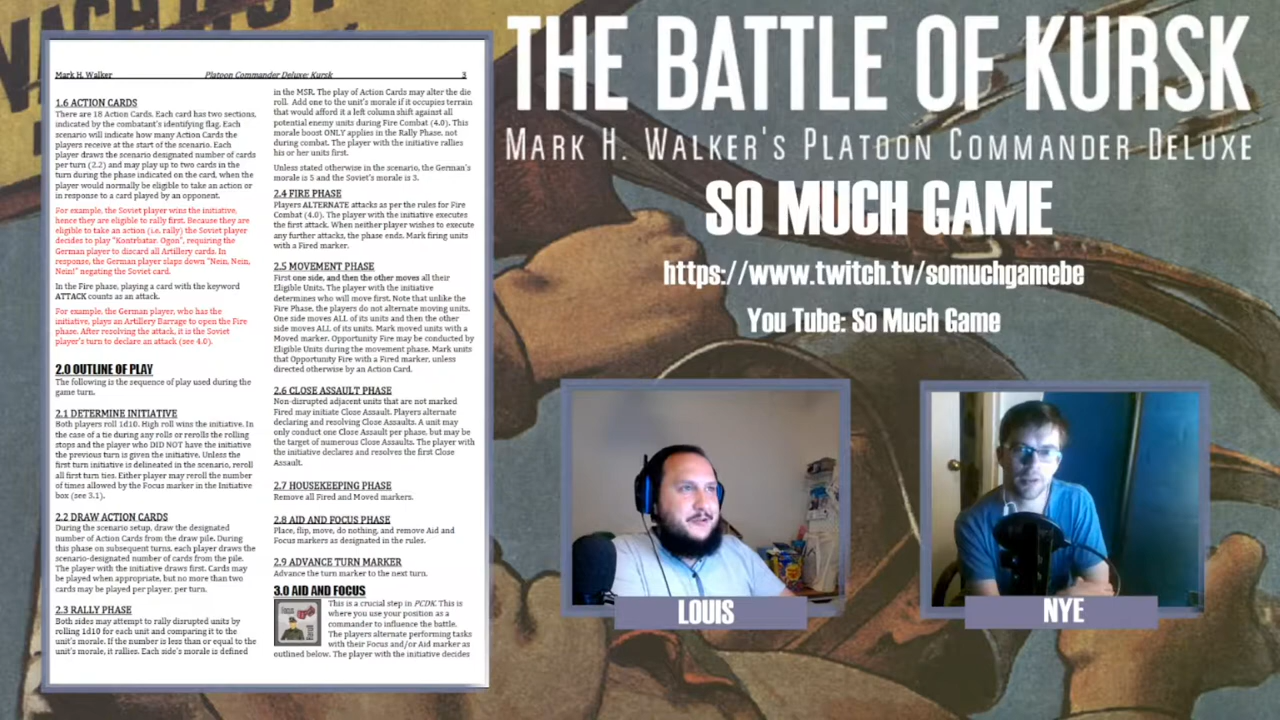 WACH AUF
Mark H. Walker Platoon Commander Deluxe: Kursk 3
1.6 ACTION CARDS
There are 18 Action Cards. Each card has two sections,
indicated by the combatant's identifying flag. Each
scenario will indicate how many Action Cards the
players receive at the start of the scenario. Each
player draws the scenario designated number of cards
per turn (2.2) and may play up to two cards in the
turn during the phase indicated on the card, when the
player would normally be eligible to take an action or
in response to a card played by an opponent.
For example, the Soviet player wins the initiative,
hence they are eligible to rally first. Because they are
eligible to take an action (i.e. rally) the Soviet player
decides to play "Kontrbatar. Ogon", requiring the
German player to discard all Artillery cards. In
response, the German player slaps down "Nein, Nein,
Nein!" negating the Soviet card.
In the Fire phase, playing a card with the keyword
ATTACK counts as an attack.
For example, the German player, who has the
initiative, plays an Artillery Barrage to open the Fire
phase. After resolving the attack, it is the Soviet
player's turn to declare an attack (see 4.0).
2.0 OUTLINE OF PLAY
The following is the sequence of play used during the
game turn.
2.1 DETERMINE INITIATIVE
Both players roll 1d10. High roll wins the initiative. In
the case of a tie during any rolls or rerolls the rolling
stops and the player who DID NOT have the initiative
the previous turn is given the initiative. Unless the
first turn initiative is delineated in the scenario, reroll
all first turn ties. Either player may reroll the number
of times allowed by the Focus marker in the Initiative
box (see 3.1).
2.2 DRAW ACTION CARDS
During the scenario setup, draw the designated
number of Action Cards from the draw pile. During
this phase on subsequent turns, each player draws the
scenario-designated number of cards from the pile.
The player with the initiative draws first. Cards may
be played when appropriate, but no more than two
cards may be played per player, per turn.
2.3 RALLY PHASE
Both sides may attempt to rally disrupted units by
rolling 1d10 for each unit and comparing it to the
unit's morale. If the number is less than or equal to the
unit's morale, it rallies. Each side's morale is defined
in the MSR. The play of Action Cards may alter the die
roll. Add one to the unit's morale if it occupies terrain
that would afford it a left column shift against all
potential enemy units during Fire Combat (4.0). This
morale boost ONLY applies in the Rally Phase, not
during combat. The player with the initiative rallies
his or her units first.
Unless stated otherwise in the scenario, the German's
morale is 5 and the Soviet's morale is 3.
2.4 FIRE PHASE
Players ALTERNATE attacks as per the rules for Fire
Combat (4.0). The player with the initiative executes
the first attack. When neither player wishes to execute
any further attacks, the phase ends. Mark firing units
with a Fired marker.
2.5 MOVEMENT PHASE
First one side, and then the other moves all their
Eligible Units. The player with the initiative
determines who will move first. Note that unlike the
Fire Phase, the players do not alternate moving units.
One side moves ALL of its units and then the other
side moves ALL of its units. Mark moved units with a
Moved marker. Opportunity Fire may be conducted by
Eligible Units during the movement phase. Mark units
that Opportunity Fire with a Fired marker, unless
directed otherwise by an Action Card.
2.6 CLOSE ASSAULT PHASE
Non-disrupted adjacent units that are not marked
Fired may initiate Close Assault. Players alternate
declaring and resolving Close Assaults. A unit may
only conduct one Close Assault per phase, but may be
the target of numerous Close Assaults. The player with
the initiative declares and resolves the first Close
Assault.
2.7 HOUSEKEEPING PHASE
Remove all Fired and Moved markers.
2.8 AID AND FOCUS PHASE
Place, flip, move, do nothing, and remove Aid and
Focus markers as designated in the rules.
2.9 ADVANCE TURN MARKER
Advance the turn marker to the next turn.
3.0 AID AND FOCUS
This is a crucial step in PCDK. This is
where you use your position as a
commander to influence the battle.
The players alternate performing tasks
with their Focus and/or Aid marker as
outlined below. The player with the initiative decides
THE BATTLE OF KURSK
MARK H. WALKER'S PLATOON COMMANDER DELUXE
SO MUCH GAME
https://www.twitch.tv/somuchgamebe
You Tube: So Much Game
LOUIS
NYE